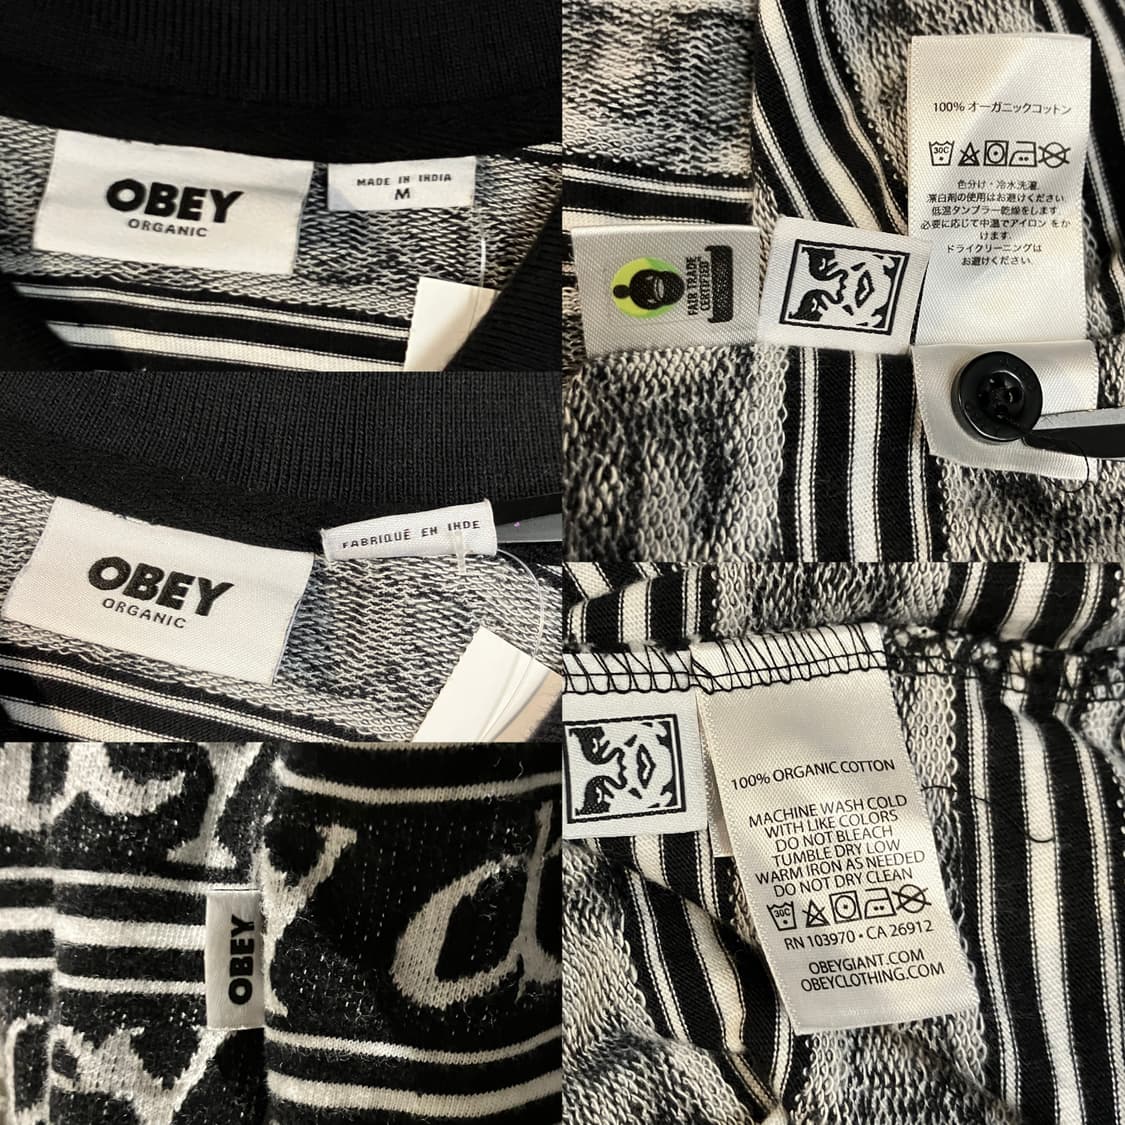 OBEY
ORGANIC
MADE IN INDIA
M
OBEY
ORGANIC
FABRIQUÉ EN INDE
OBEY
100% オーガニックコットン
30C
色分け・冷水洗濯.
漂白剤の使用はお避けください.
低温タンブラー乾燥をします.
必要に応じて中温でアイロン をか
けます.
ドライクリーニングは
お避けください.
FAIR TRADE
CERTIFIED
100% ORGANIC COTTON
MACHINE WASH COLD
WITH LIKE COLORS
DO NOT BLEACH
TUMBLE DRY LOW
WARM IRON AS NEEDED
DO NOT DRY CLEAN
30C
RN 103970 • CA 26912
OBEYGIANT.COM
OBEYCLOTHING.COM